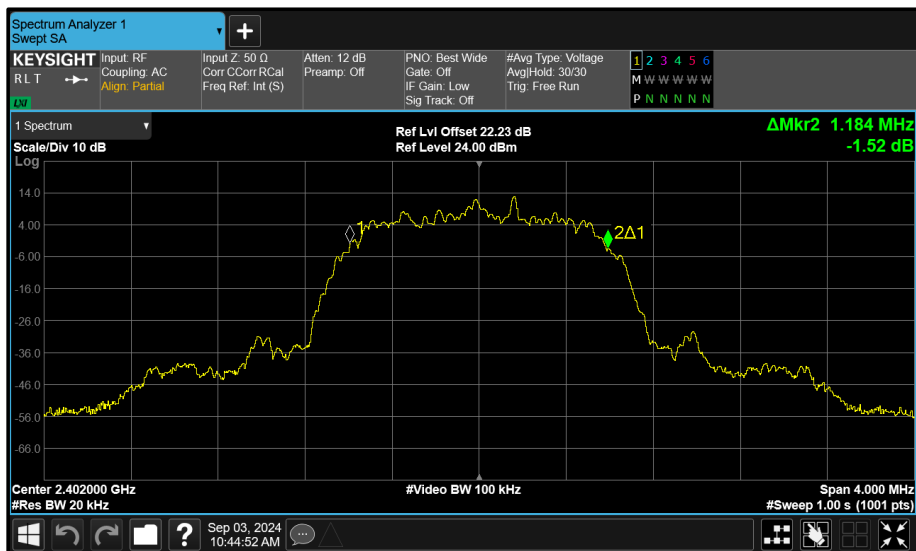 Spectrum Analyzer 1
Swept SA
+
KEYSIGHT
R L T
LXI
Input: RF
Coupling: AC
Align: Partial
Input Z: 50 Ω
Corr CCorr RCal
Freq Ref: Int (S)
Atten: 12 dB
Preamp: Off
PNO: Best Wide
Gate: Off
IF Gain: Low
Sig Track: Off
#Avg Type: Voltage
Avg|Hold: 30/30
Trig: Free Run
1 2 3 4 5 6
M W W W W W
P N N N N N
1 Spectrum
Scale/Div 10 dB
Log
Ref Lvl Offset 22.23 dB
Ref Level 24.00 dBm
ΔMkr2 1.184 MHz
-1.52 dB
14.0
4.00
-6.00
-16.0
-26.0
-36.0
-46.0
-56.0
-66.0
1
2Δ1
Center 2.402000 GHz
#Res BW 20 kHz
#Video BW 100 kHz
Span 4.000 MHz
#Sweep 1.00 s (1001 pts)
?
Sep 03, 2024
10:44:52 AM